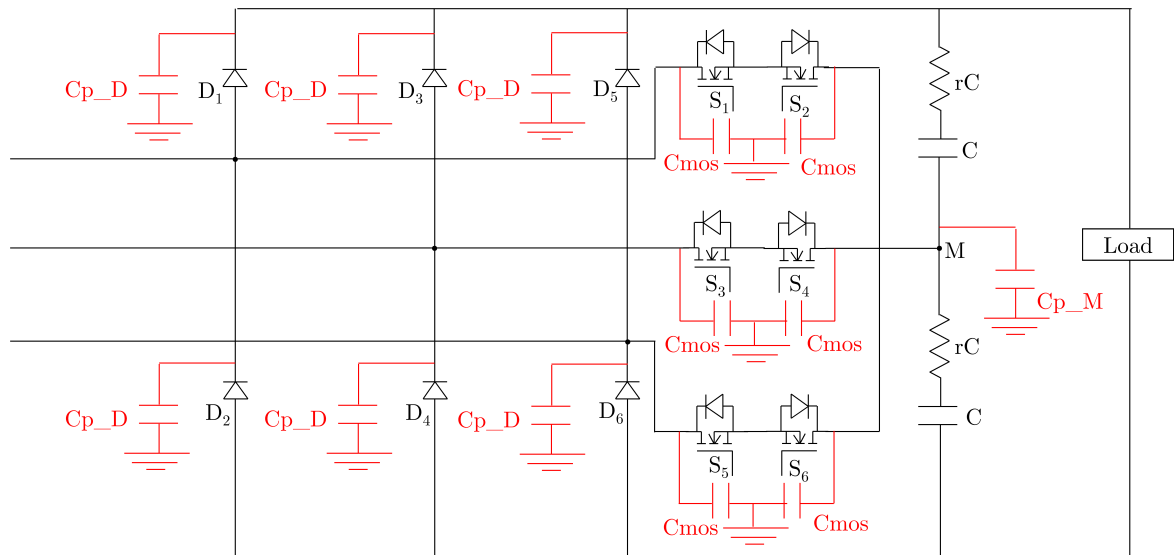 Cp_D
D1
Cp_D
D3
Cp_D
D5
S1
S2
rC
Cmos
Cmos
C
M
Load
S3
S4
Cp_M
Cmos
Cmos
rC
Cp_D
D2
Cp_D
D4
Cp_D
D6
C
S5
S6
Cmos
Cmos